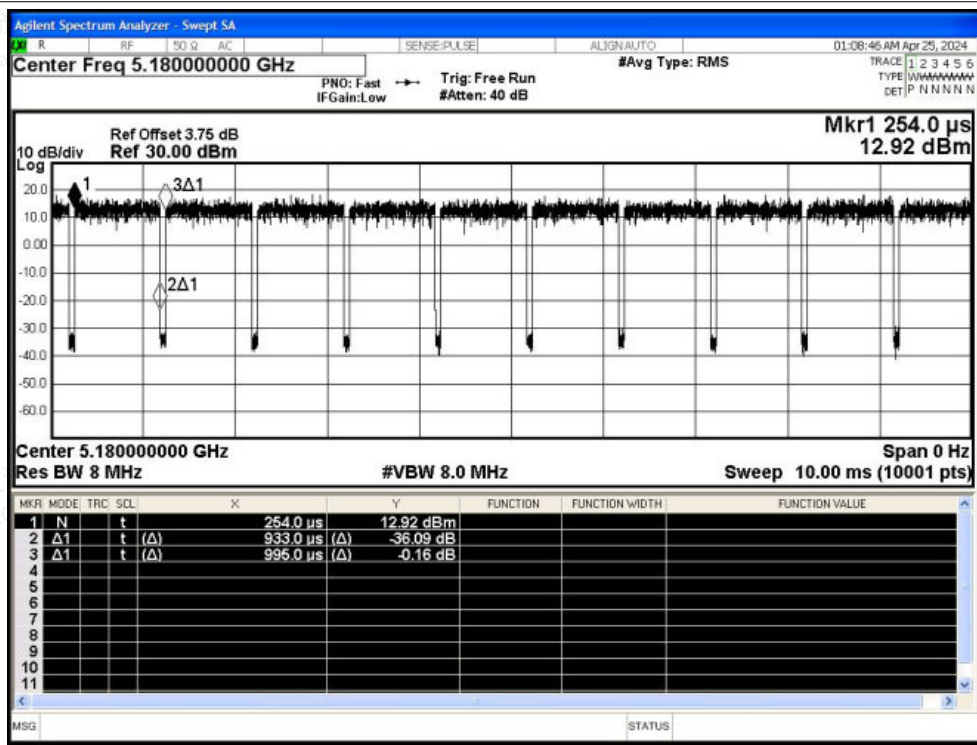 Agilent Spectrum Analyzer - Swept SA
LXI R RF 50 Ω AC SENSE:PULSE ALIGNAUTO 01:08:46 AM Apr 25, 2024
Center Freq 5.180000000 GHz #Avg Type: RMS TRACE 1 2 3 4 5 6
PNO: Fast Trig: Free Run TYPE WWWWWW
IFGain:Low #Atten: 40 dB DET P N N N N N
Ref Offset 3.75 dB Mkr1 254.0 µs
10 dB/div Ref 30.00 dBm 12.92 dBm
Log
1 3Δ1
20.0
10.0
0.00
-10.0
2Δ1
-20.0
-30.0
-40.0
-50.0
-60.0
Center 5.180000000 GHz Span 0 Hz
Res BW 8 MHz #VBW 8.0 MHz Sweep 10.00 ms (10001 pts)
MKR MODE TRC SCL X Y FUNCTION FUNCTION WIDTH FUNCTION VALUE
1 N t 254.0 µs 12.92 dBm
2 Δ1 t (Δ) 933.0 µs (Δ) -36.09 dB
3 Δ1 t (Δ) 995.0 µs (Δ) -0.16 dB
4
5
6
7
8
9
10
11
MSG STATUS